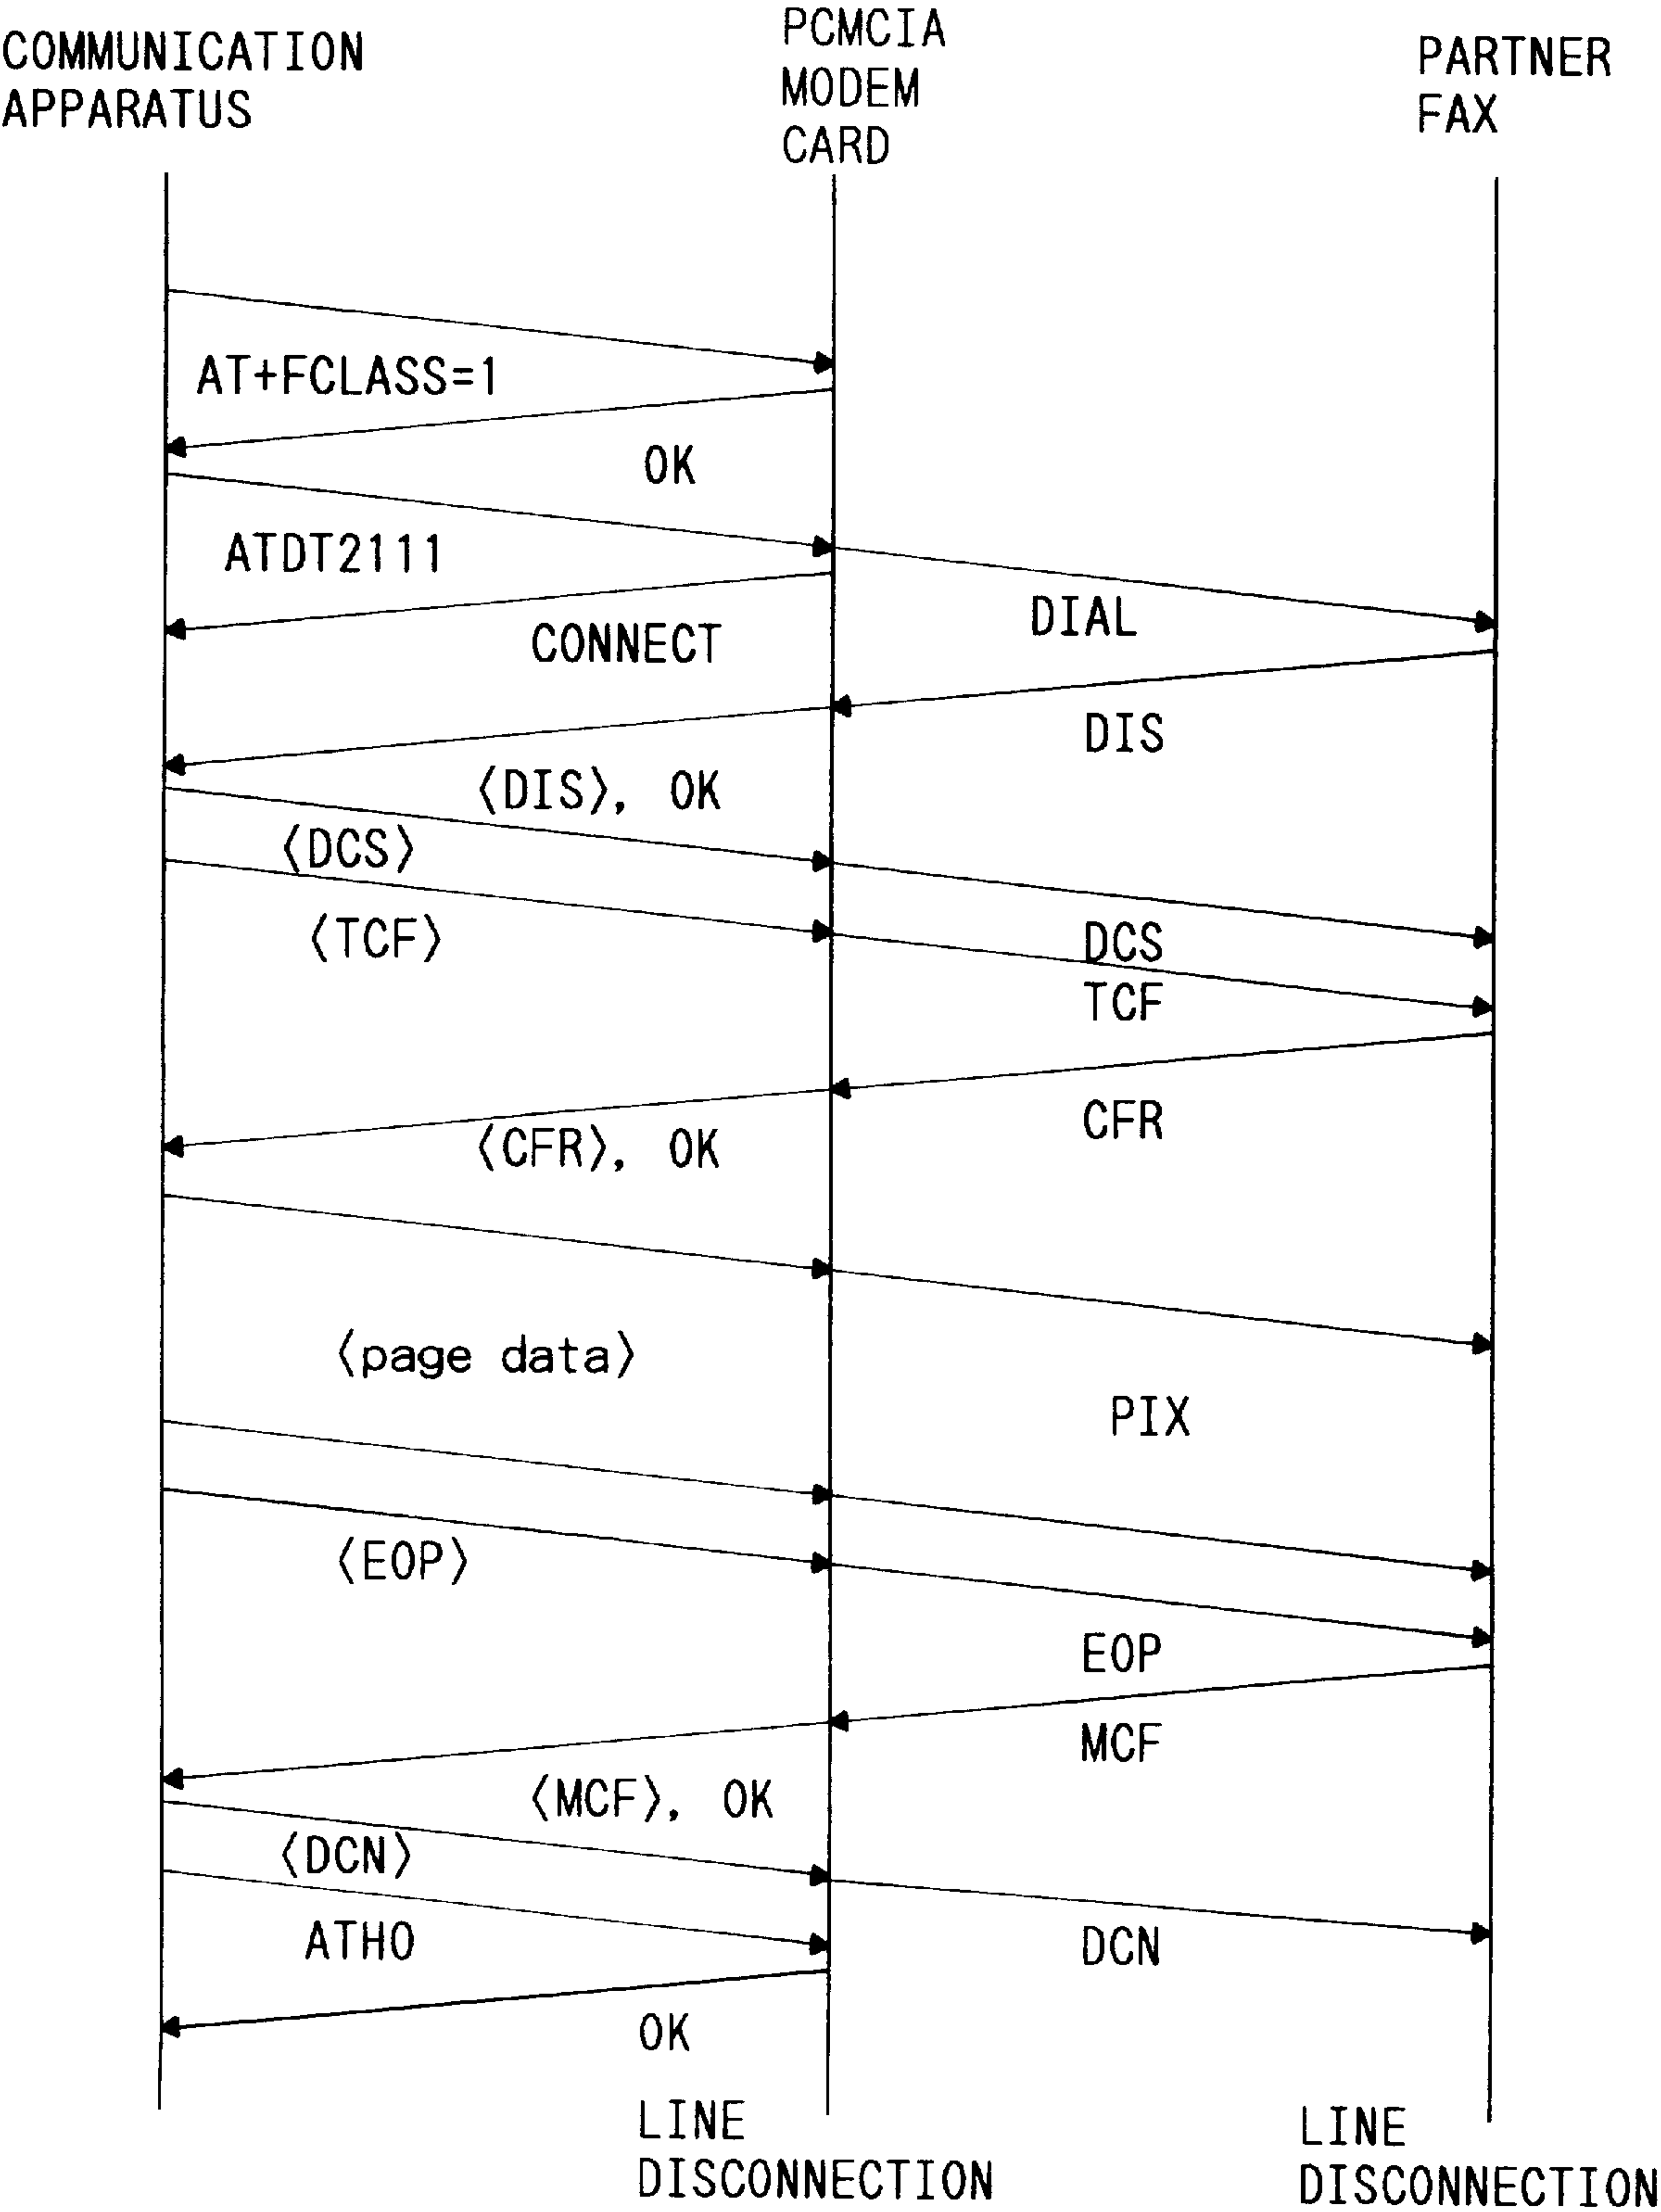 COMMUNICATION
APPARATUS
PCMCIA
MODEM
CARD
PARTNER
FAX
AT+FCLASS=1
OK
ATDT2111
DIAL
CONNECT
DIS
〈DIS〉, OK
〈DCS〉
DCS
〈TCF〉
TCF
CFR
〈CFR〉, OK
〈page data〉
PIX
〈EOP〉
EOP
MCF
〈MCF〉, OK
〈DCN〉
ATH0
DCN
OK
LINE
DISCONNECTION
LINE
DISCONNECTION